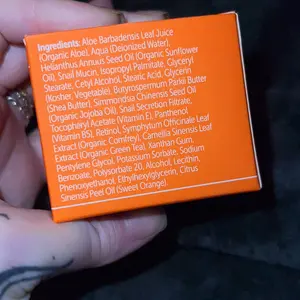 Ingredients: Aloe Barbadensis Leaf Juice
(Organic Aloe), Aqua (Deionized Water),
Helianthus Annuus Seed Oil (Organic Sunflower
Oil), Snail Mucin, Isopropyl Palmitate, Glyceryl
Stearate, Cetyl Alcohol, Stearic Acid, Glycerin
(Kosher, Vegetable), Butyrospermum Parkii Butter
(Shea Butter), Simmondsia Chinensis Seed Oil
(Organic Jojoba Oil), Snail Secretion Filtrate,
Tocopheryl Acetate (Vitamin E), Panthenol
(Vitamin B5), Retinol, Symphytum Officinale Leaf
Extract (Organic Comfrey), Camellia Sinensis Leaf
Extract (Organic Green Tea), Xanthan Gum,
Pentylene Glycol, Potassium Sorbate, Sodium
Benzoate, Polysorbate 20, Alcohol, Lecithin,
Phenoxyethanol, Ethylhexylglycerin, Citrus
Sinensis Peel Oil (Sweet Orange).